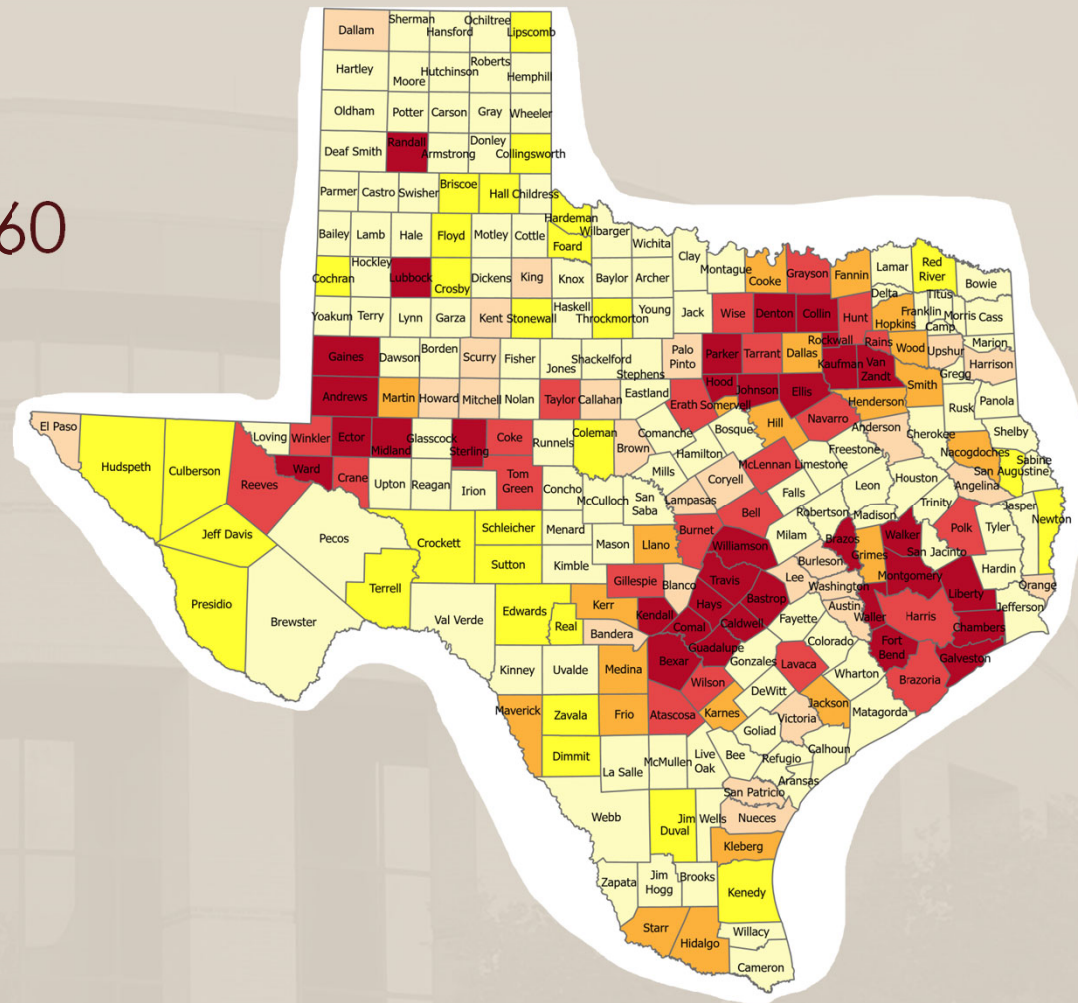 60
Dallam Sherman Hansford Ochiltree Lipscomb
Hartley Moore Hutchinson Roberts Hemphill
Oldham Potter Carson Gray Wheeler
Deaf Smith Randall Armstrong Donley Collingsworth
Parmer Castro Swisher Briscoe Hall Childress
Bailey Lamb Hale Floyd Motley Cottle Hardeman Foard Wilbarger Wichita Clay Montague Cooke Grayson Fannin Lamar Red River Bowie
Cochran Hockley Lubbock Crosby Dickens King Knox Baylor Archer
Yoakum Terry Lynn Garza Kent Stonewall Haskell Throckmorton Young Jack Wise Denton Collin Hunt Delta Hopkins Franklin Titus Camp Morris Cass
Gaines Dawson Borden Scurry Fisher Jones Shackelford Stephens Palo Pinto Parker Tarrant Dallas Rockwall Kaufman Rains Van Zandt Wood Upshur Marion Harrison Gregg
Andrews Martin Howard Mitchell Nolan Taylor Callahan Eastland Erath Hood Somervell Johnson Ellis Henderson Smith Rusk Panola
El Paso Hudspeth Culberson Reeves Loving Winkler Ector Midland Glasscock Sterling Coke Runnels Coleman Brown Comanche Hamilton Bosque Hill Navarro Freestone Anderson Cherokee Nacogdoches Shelby
Ward Crane Upton Reagan Irion Tom Green Concho McCulloch San Saba Mills Lampasas Coryell McLennan Limestone Falls Leon Houston Angelina San Augustine Sabine
Jeff Davis Pecos Crockett Schleicher Menard Mason Llano Burnet Bell Milam Robertson Madison Trinity Polk Tyler Jasper Newton
Presidio Brewster Terrell Sutton Kimble Gillespie Blanco Williamson Travis Lee Burleson Brazos Grimes Walker San Jacinto Hardin Orange
Val Verde Edwards Real Kerr Kendall Hays Bastrop Washington Austin Waller Montgomery Liberty Jefferson
Bandera Comal Caldwell Fayette Colorado Fort Bend Harris Chambers Galveston
Kinney Uvalde Medina Bexar Guadalupe Gonzales Lavaca Wharton Brazoria
Maverick Zavala Frio Atascosa Wilson Karnes DeWitt Victoria Jackson Matagorda
Dimmit La Salle McMullen Live Oak Bee Goliad Refugio Calhoun Aransas
Webb Duval Jim Wells San Patricio Nueces
Zapata Jim Hogg Brooks Kleberg Kenedy
Starr Hidalgo Willacy
Cameron